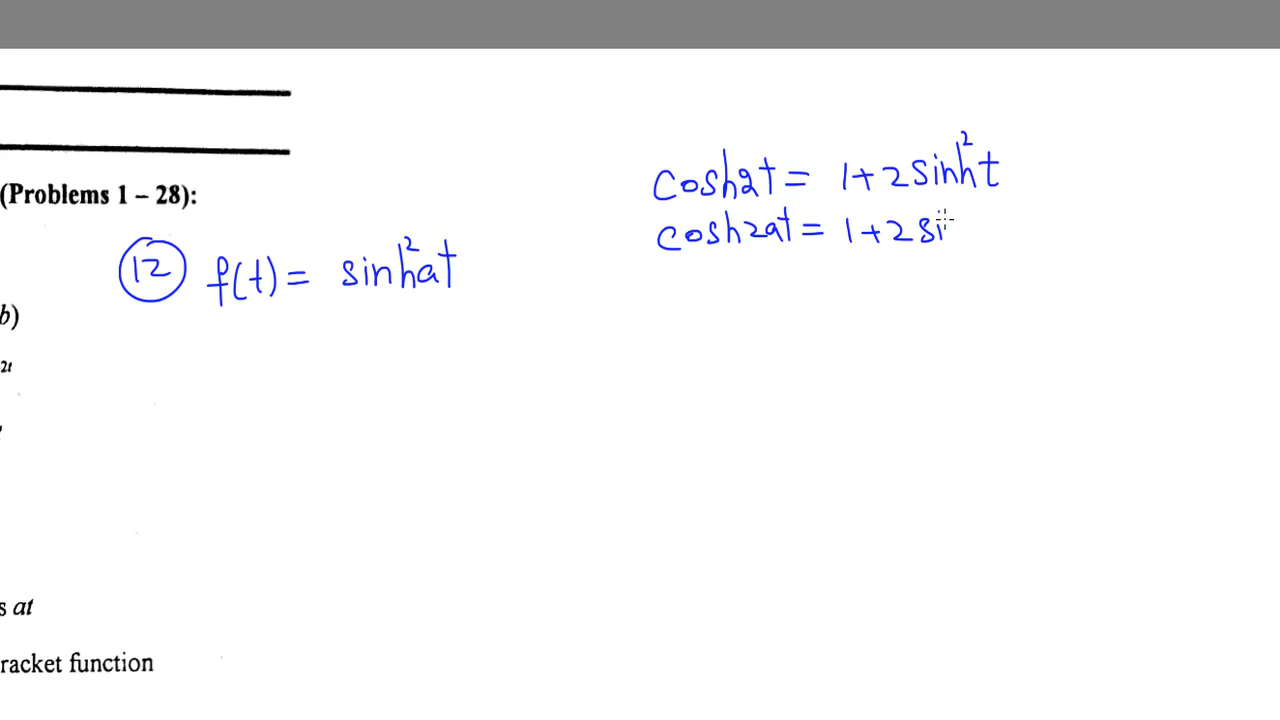 (Problems 1 – 28):
cosh2t = 1+2sinh²t
cosh2at = 1+2si
12 f(t) = sinh²at
b)
2t
s at
racket function